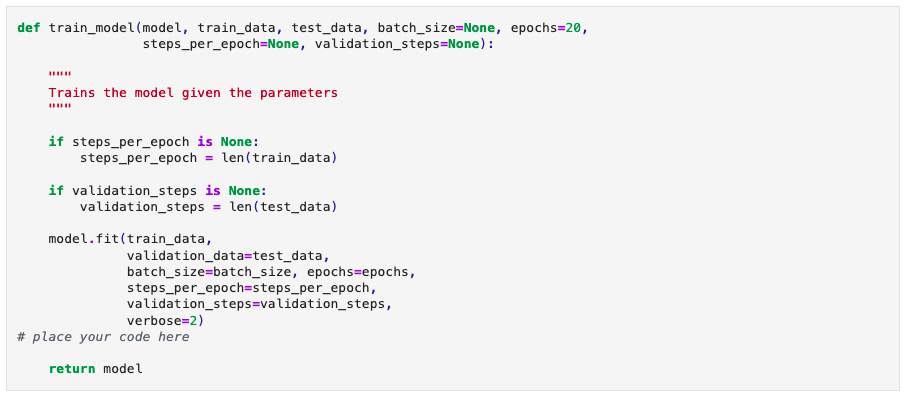 def train_model(model, train_data, test_data, batch_size=None, epochs=20,
                steps_per_epoch=None, validation_steps=None):
    """
    Trains the model given the parameters
    """
    if steps_per_epoch is None:
        steps_per_epoch = len(train_data)
    if validation_steps is None:
        validation_steps = len(test_data)
    model.fit(train_data,
              validation_data=test_data,
              batch_size=batch_size, epochs=epochs,
              steps_per_epoch=steps_per_epoch,
              validation_steps=validation_steps,
              verbose=2)
# place your code here
    return model